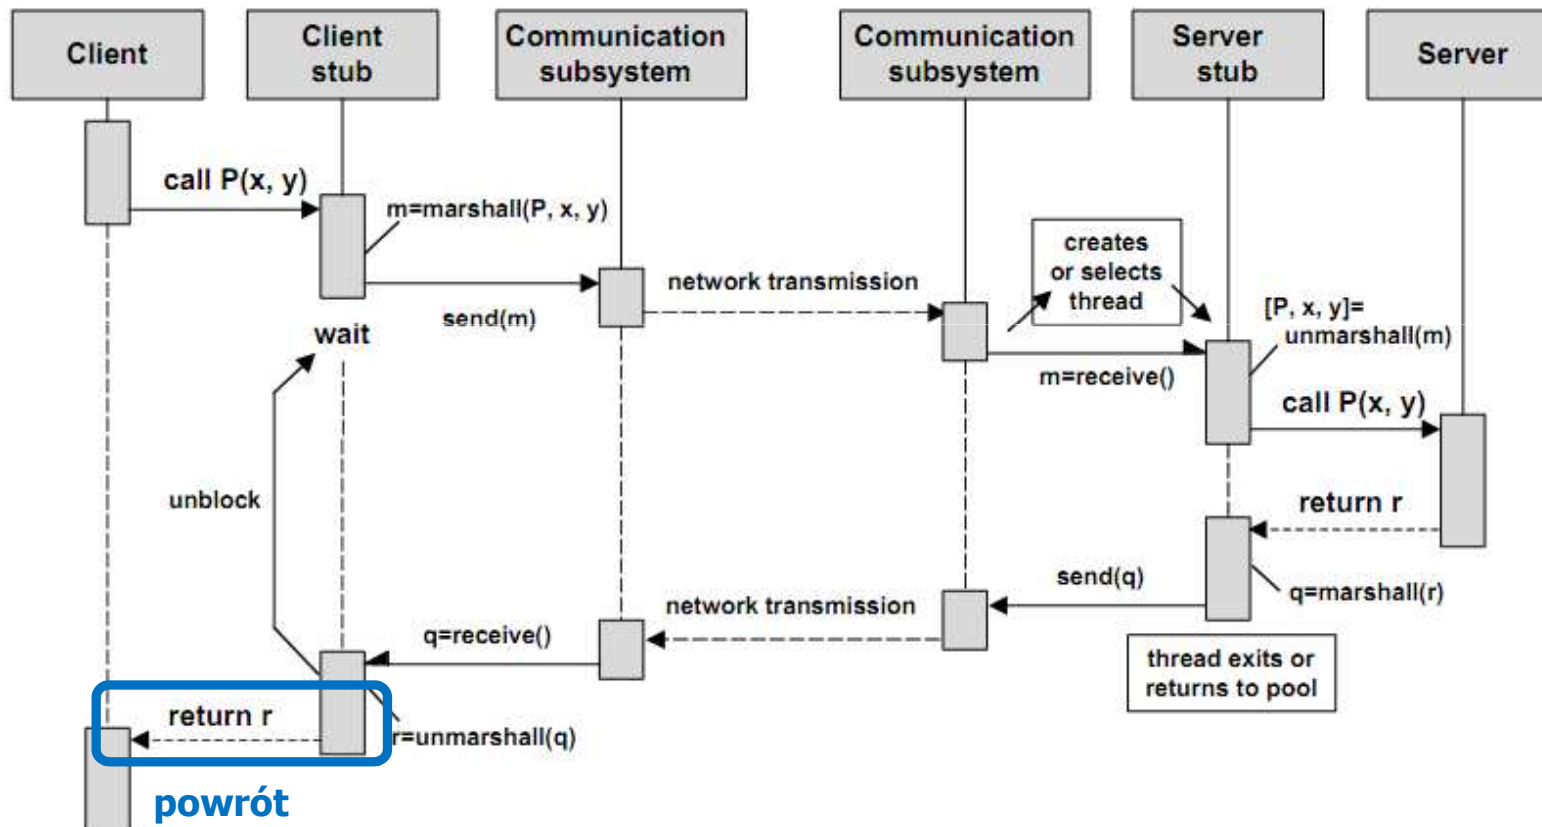 Client
Client
stub
Communication
subsystem
Communication
subsystem
Server
stub
Server
call P(x, y)
m=marshall(P, x, y)
send(m)
network transmission
creates
or selects
thread
m=receive()
[P, x, y]=
unmarshall(m)
call P(x, y)
wait
unblock
return r
q=marshall(r)
send(q)
network transmission
q=receive()
thread exits or
returns to pool
r=unmarshall(q)
return r
powrót